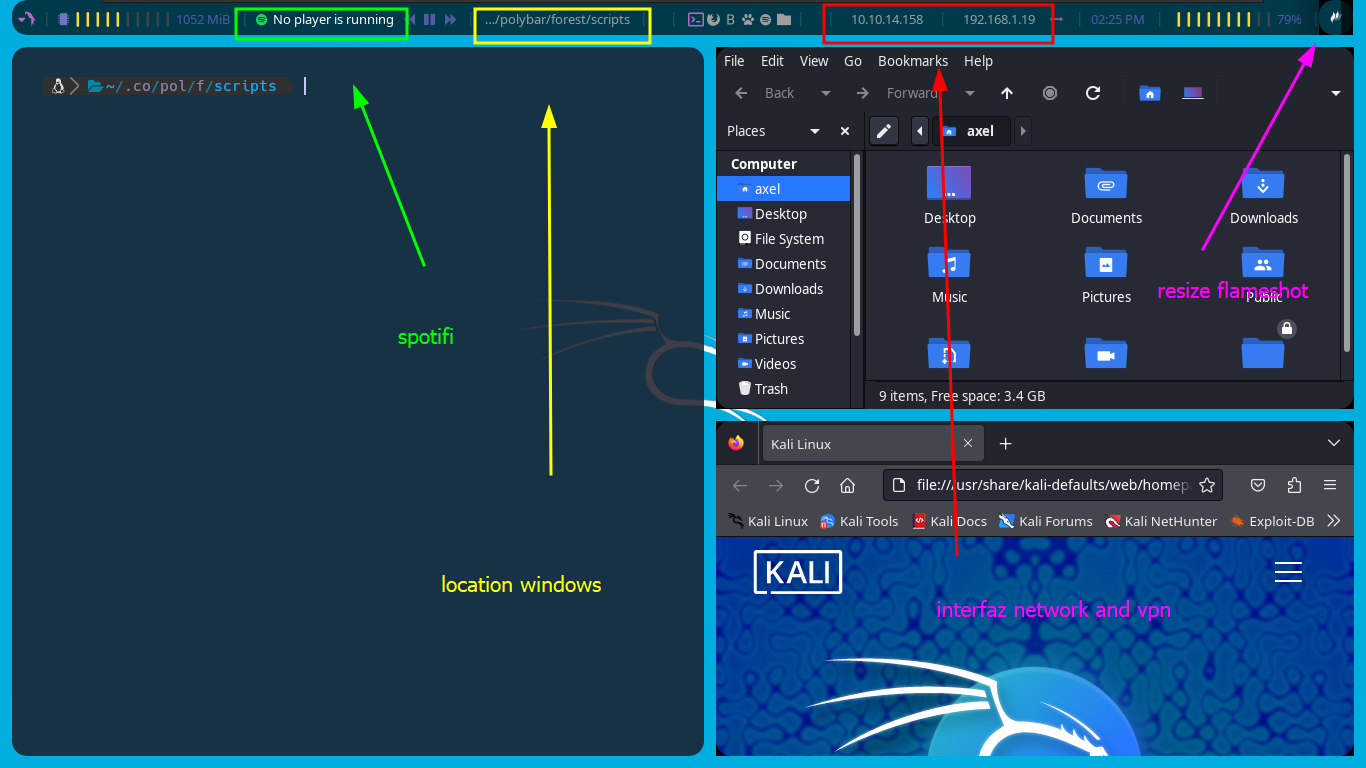 1052 MiB No player is running .../polybar/forest/scripts 10.10.14.158 192.168.1.19 02:25 PM 79%
~/.co/pol/f/scripts
spotifi
location windows
File Edit View Go Bookmarks Help
Back Forward
Places axel
Computer
axel
Desktop
File System
Documents
Downloads
Music
Pictures
Videos
Trash
Desktop Documents Downloads
Music Pictures Public
resize flameshot
9 items, Free space: 3.4 GB
Kali Linux
file:///usr/share/kali-defaults/web/homep
Kali Linux Kali Tools Kali Docs Kali Forums Kali NetHunter Exploit-DB
KALI
interfaz network and vpn